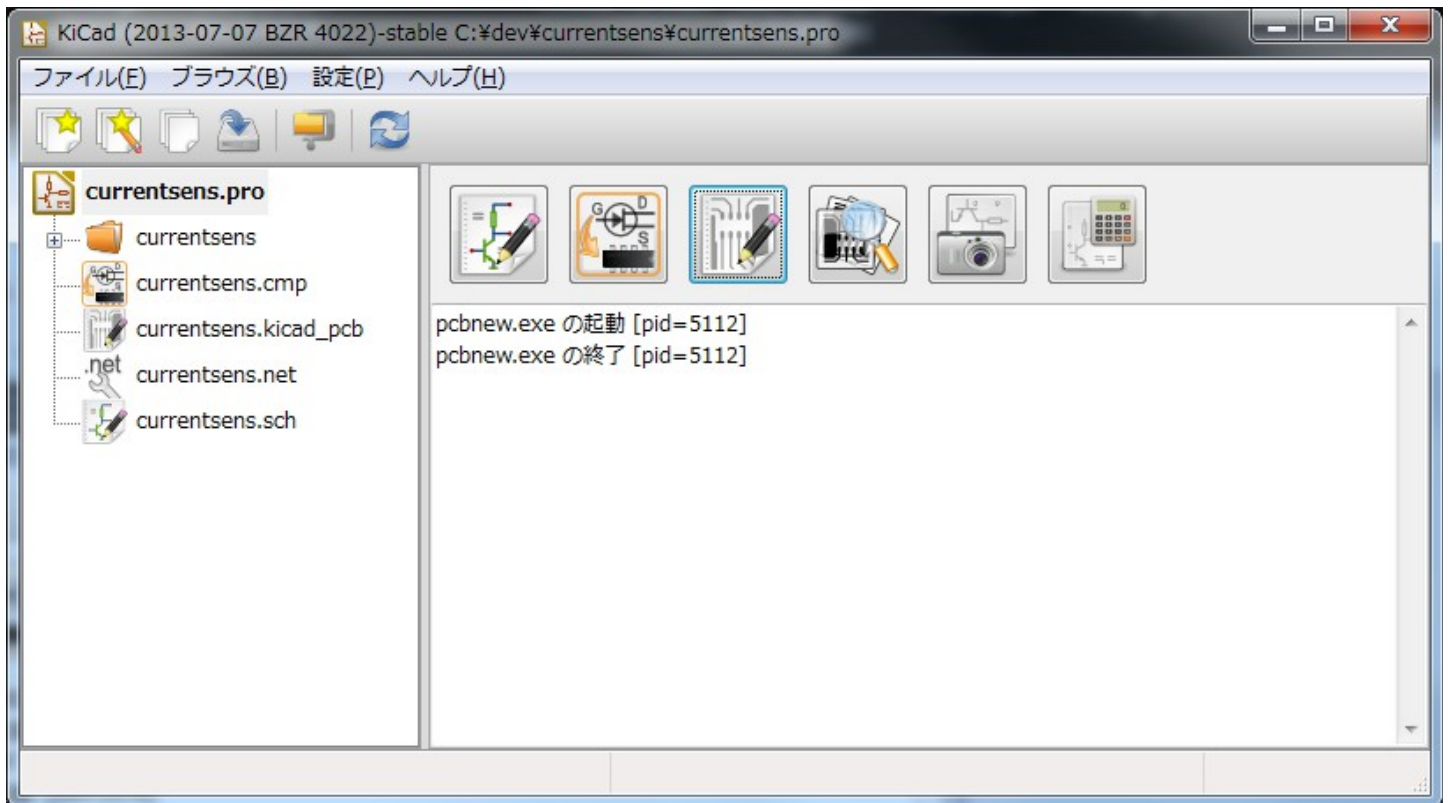 KiCad (2013-07-07 BZR 4022)-stable C:¥dev¥currentsens¥currentsens.pro
ファイル(F) ブラウズ(B) 設定(P) ヘルプ(H)
currentsens.pro
currentsens
currentsens.cmp
currentsens.kicad_pcb
.net currentsens.net
currentsens.sch
G D S
pcbnew.exe の起動 [pid=5112]
pcbnew.exe の終了 [pid=5112]